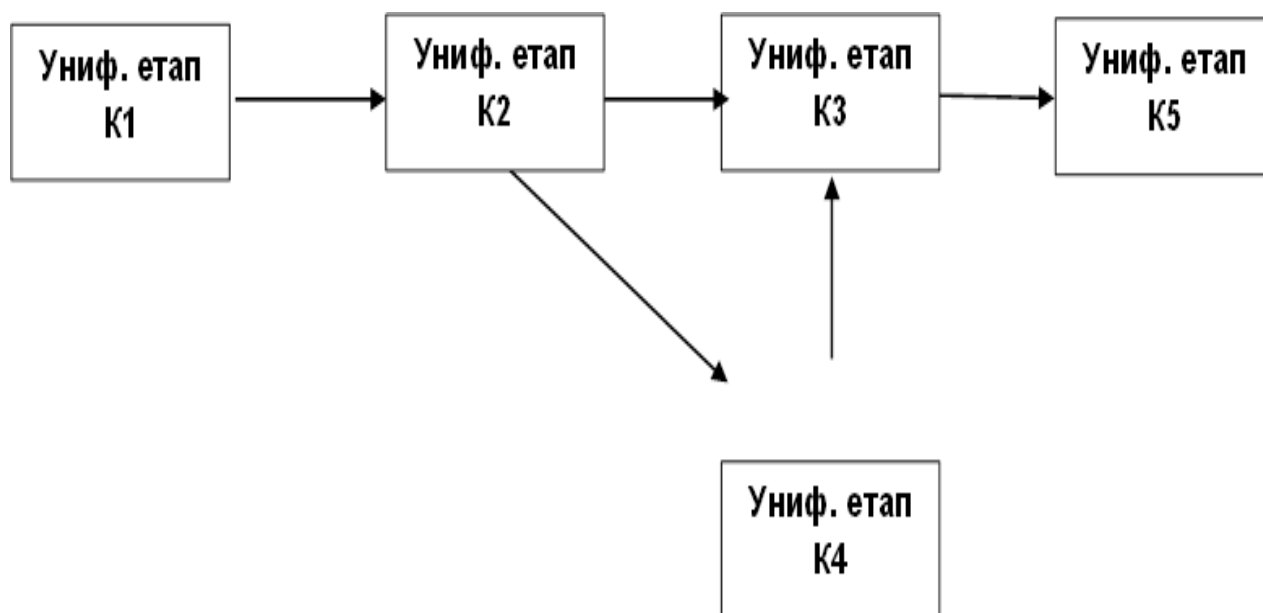 Униф. етап
К1
Униф. етап
К2
Униф. етап
К3
Униф. етап
К5
Униф. етап
К4